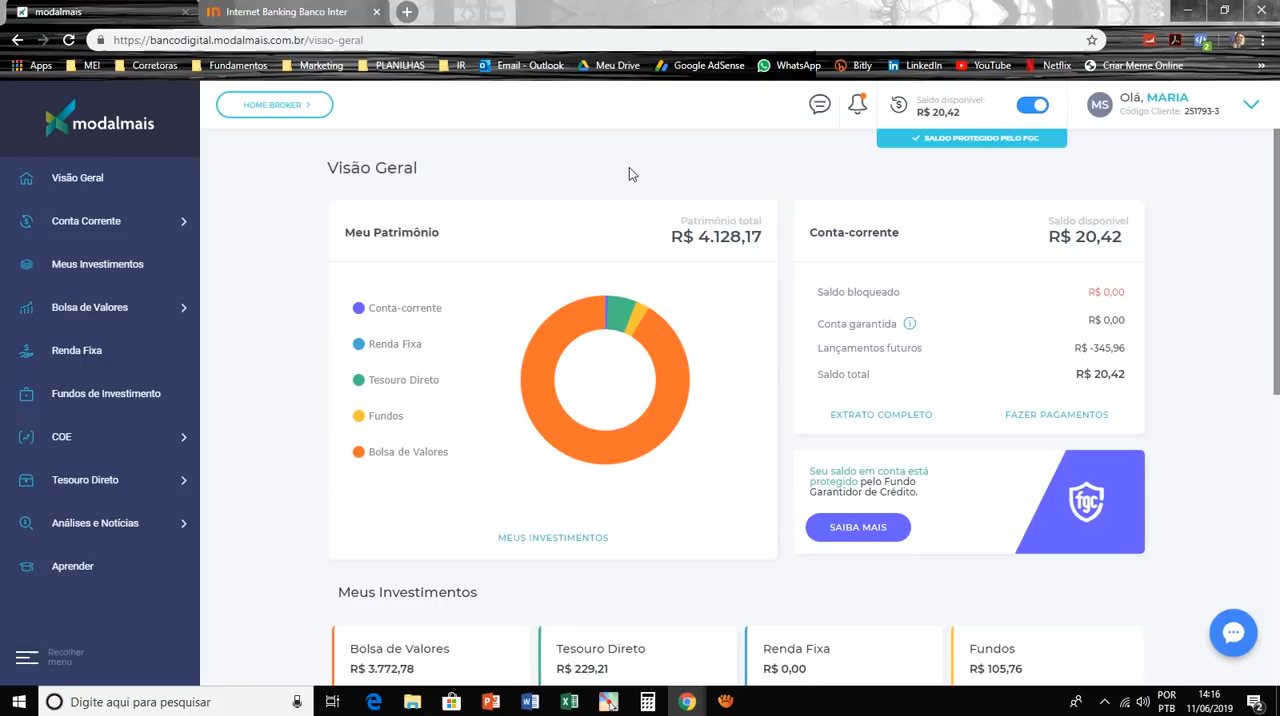 modalmais
Internet Banking Banco Inter
https://bancodigital.modalmais.com.br/visao-geral
Apps
MEI
Corretoras
Fundamentos
Marketing
PLANILHAS
IR
Email - Outlook
Meu Drive
Google AdSense
WhatsApp
Bitly
LinkedIn
YouTube
Netflix
Criar Meme Online
»
modalmais
HOME BROKER >
Saldo disponível:
R$ 20,42
MS
Olá, MARIA
Código Cliente: 251793-3
SALDO PROTEGIDO PELO FGC
Visão Geral
Conta Corrente
Meus Investimentos
Bolsa de Valores
Renda Fixa
Fundos de Investimento
COE
Tesouro Direto
Análises e Notícias
Aprender
Recolher
menu
Visão Geral
Meu Patrimônio
Patrimônio total
R$ 4.128,17
Conta-corrente
Renda Fixa
Tesouro Direto
Fundos
Bolsa de Valores
MEUS INVESTIMENTOS
Conta-corrente
Saldo disponível
R$ 20,42
Saldo bloqueado
R$ 0,00
Conta garantida
R$ 0,00
Lançamentos futuros
R$ -345,96
Saldo total
R$ 20,42
EXTRATO COMPLETO
FAZER PAGAMENTOS
Seu saldo em conta está
protegido pelo Fundo
Garantidor de Crédito.
SAIBA MAIS
fgc
Meus Investimentos
Bolsa de Valores
R$ 3.772,78
Tesouro Direto
R$ 229,21
Renda Fixa
R$ 0,00
Fundos
R$ 105,76
Digite aqui para pesquisar
POR
PTB
14:16
11/06/2019
2